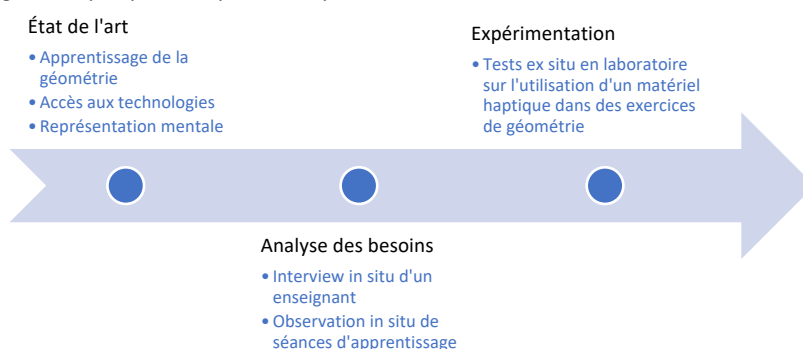 État de l'art
• Apprentissage de la
géométrie
• Accès aux technologies
• Représentation mentale
Expérimentation
• Tests ex situ en laboratoire
sur l'utilisation d'un matériel
haptique dans des exercices
de géométrie
Analyse des besoins
• Interview in situ d'un
enseignant
• Observation in situ de
séances d'apprentissage